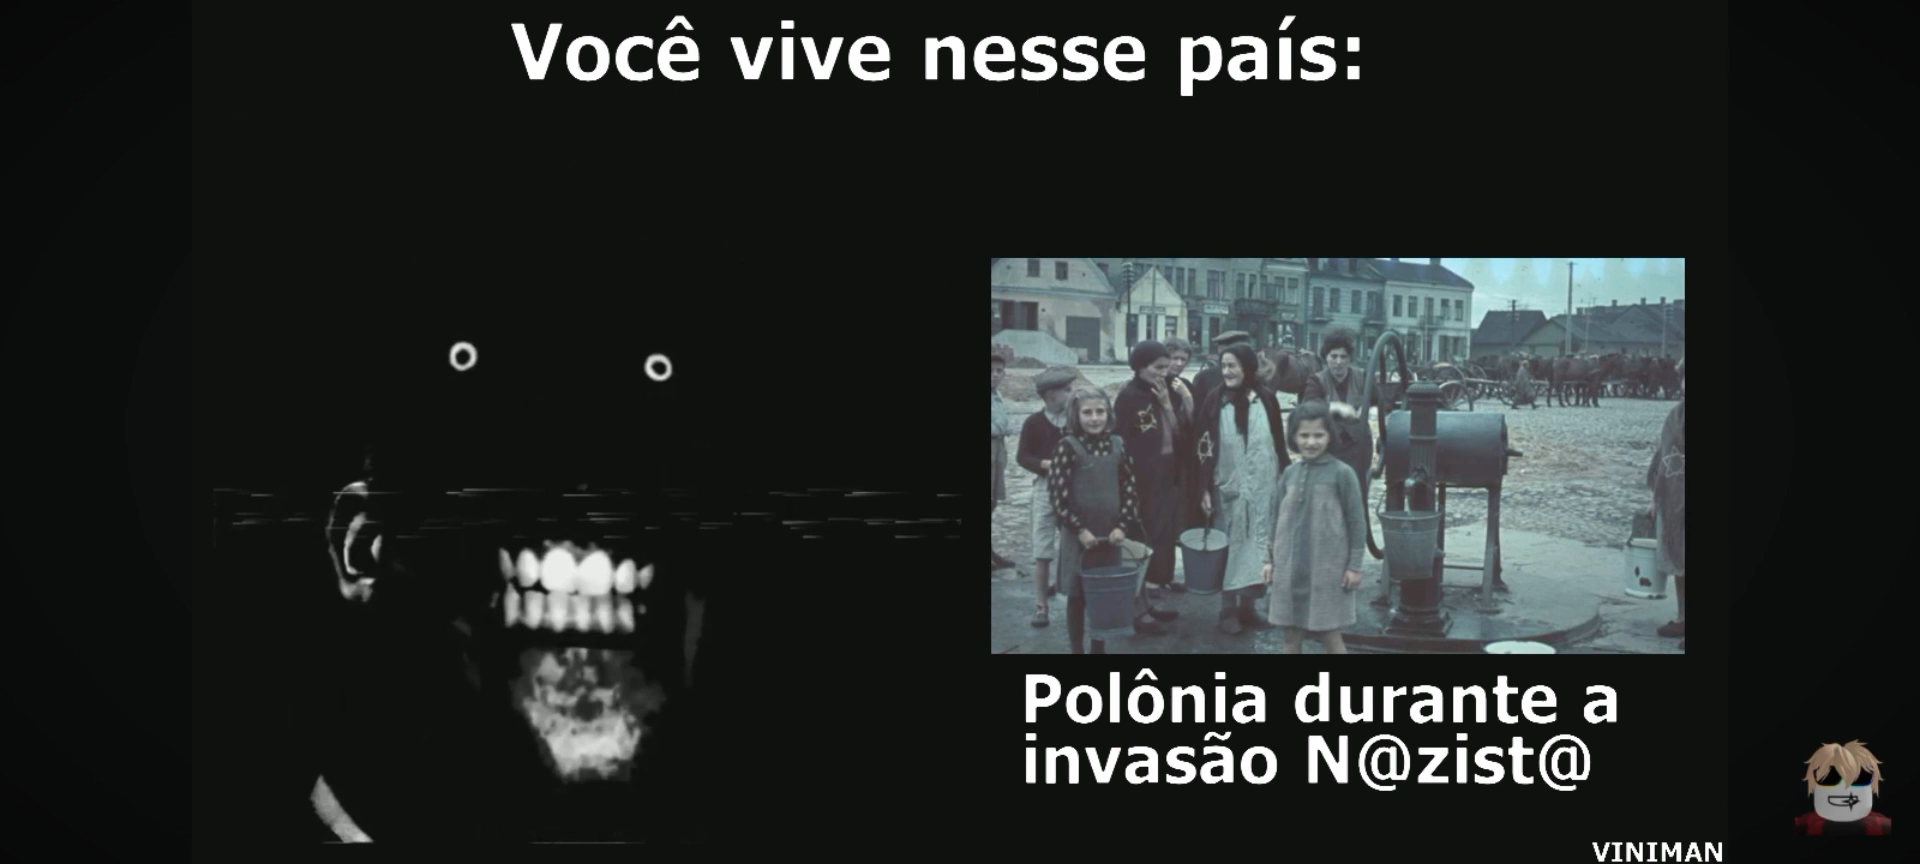 Você vive nesse país:
Polônia durante a
invasão N@zist@
VINIMAN